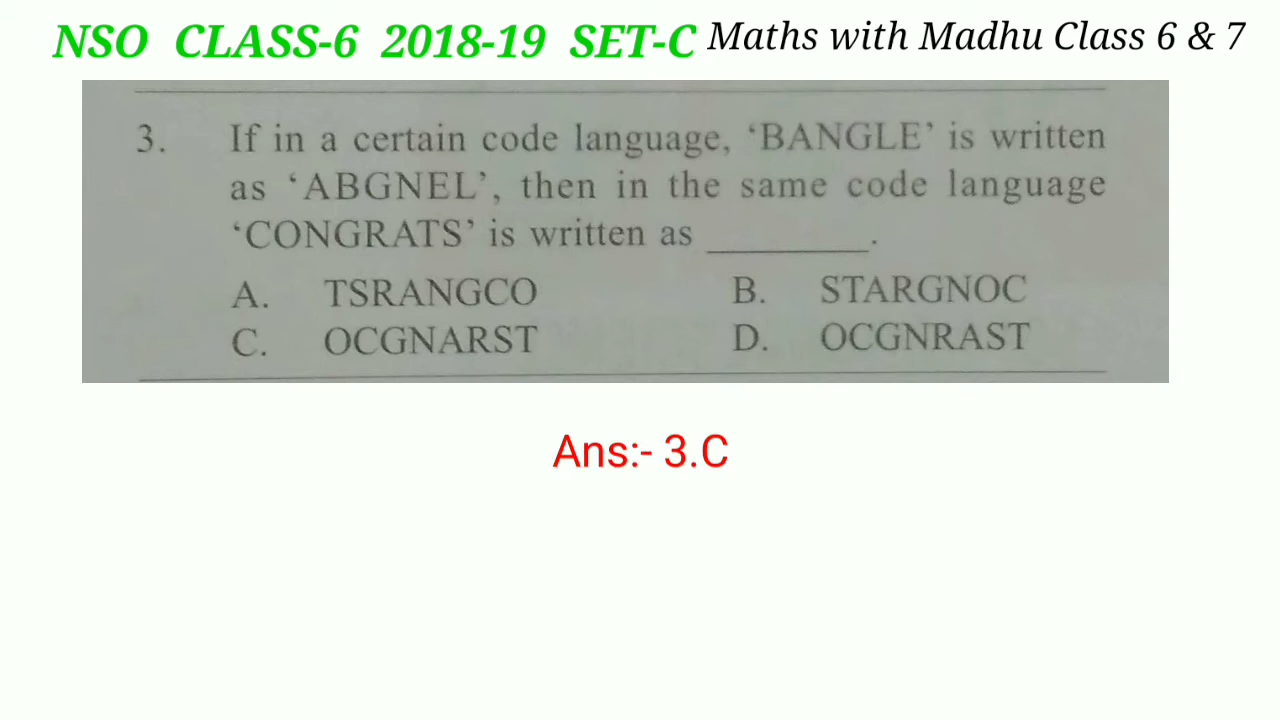 NSO CLASS-6 2018-19 SET-C Maths with Madhu Class 6 & 7
3. If in a certain code language, ‘BANGLE’ is written
as ‘ABGNEL’, then in the same code language
‘CONGRATS’ is written as ________.
A. TSRANGCO B. STARGNOC
C. OCGNARST D. OCGNRAST
Ans:- 3.C